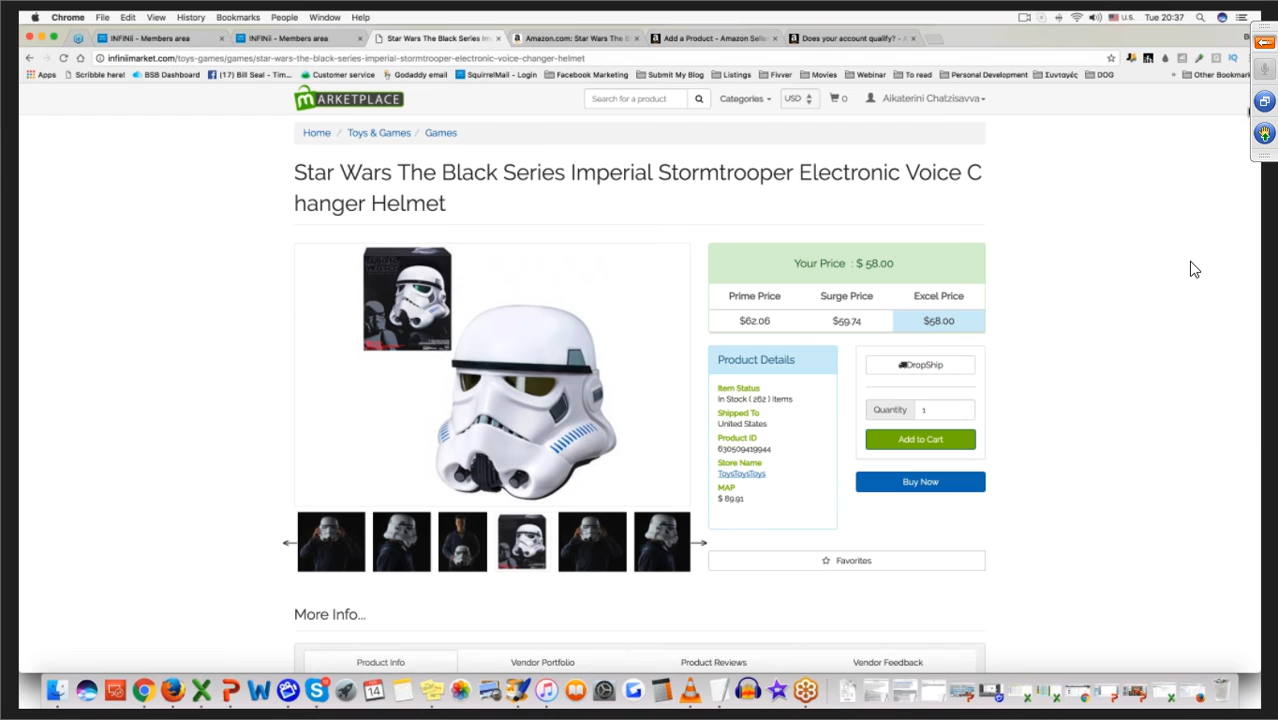 Chrome File Edit View History Bookmarks People Window Help U.S. Tue 20:37
INFINii - Members area
INFINii - Members area
Star Wars The Black Series Im
Amazon.com: Star Wars The B
Add a Product - Amazon Selle
Does your account qualify? - A
infiniimarket.com/toys-games/games/star-wars-the-black-series-imperial-stormtrooper-electronic-voice-changer-helmet
Apps Scribble here! BSB Dashboard (17) Bill Seal - Tim... Customer service Godaddy email SquirrelMail - Login Facebook Marketing Submit My Blog Listings Fivver Movies Webinar To read Personal Development Συνταγές DOG » Other Bookmark
mARKETPLACE
Search for a product
Categories
USD
0
Aikaterini Chatzisavva
Home / Toys & Games / Games
Star Wars The Black Series Imperial Stormtrooper Electronic Voice C
hanger Helmet
Your Price : $ 58.00
Prime Price Surge Price Excel Price
$62.06 $59.74 $58.00
Product Details
Item Status
In Stock ( 262 ) items
Shipped To
United States
Product ID
630509419944
Store Name
ToysToysToys
MAP
$ 89.91
DropShip
Quantity 1
Add to Cart
Buy Now
Favorites
More Info...
Product Info Vendor Portfolio Product Reviews Vendor Feedback
14